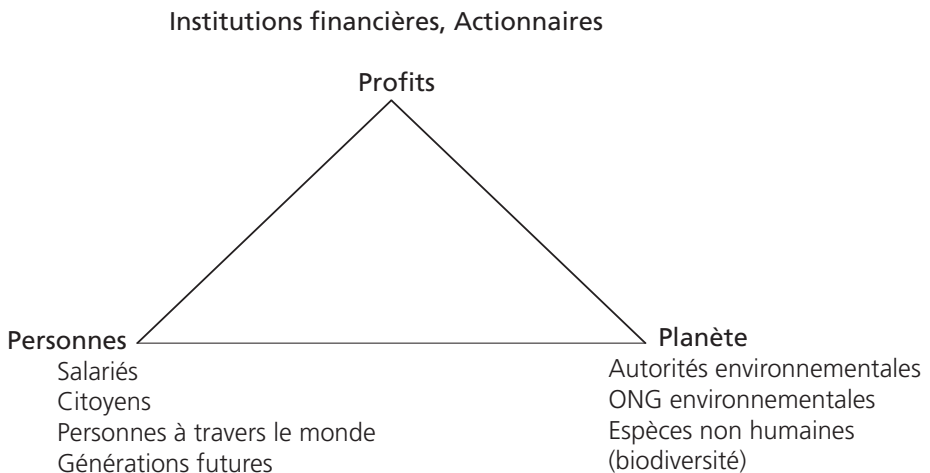 Institutions financières, Actionnaires
Profits
Personnes
Salariés
Citoyens
Personnes à travers le monde
Générations futures
Planète
Autorités environnementales
ONG environnementales
Espèces non humaines
(biodiversité)